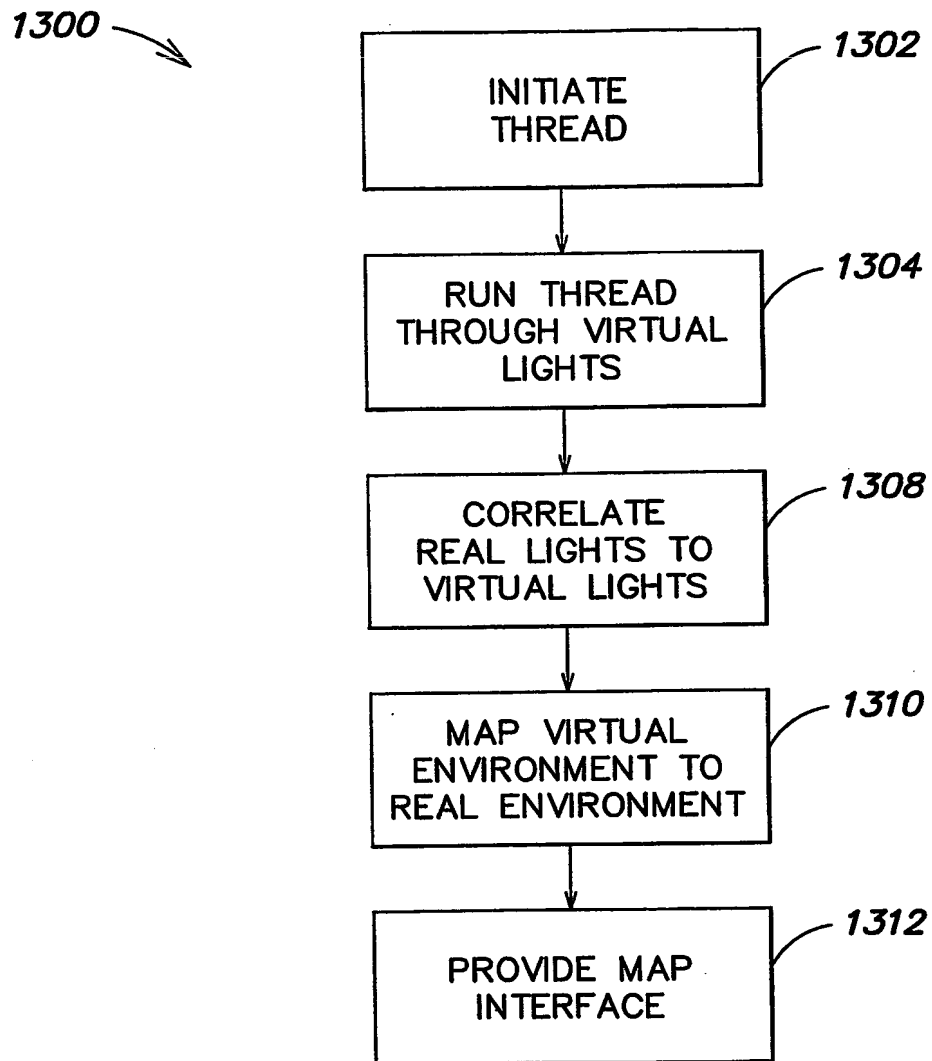 1300
1302
INITIATE
THREAD
1304
RUN THREAD
THROUGH VIRTUAL
LIGHTS
1308
CORRELATE
REAL LIGHTS TO
VIRTUAL LIGHTS
1310
MAP VIRTUAL
ENVIRONMENT TO
REAL ENVIRONMENT
1312
PROVIDE MAP
INTERFACE